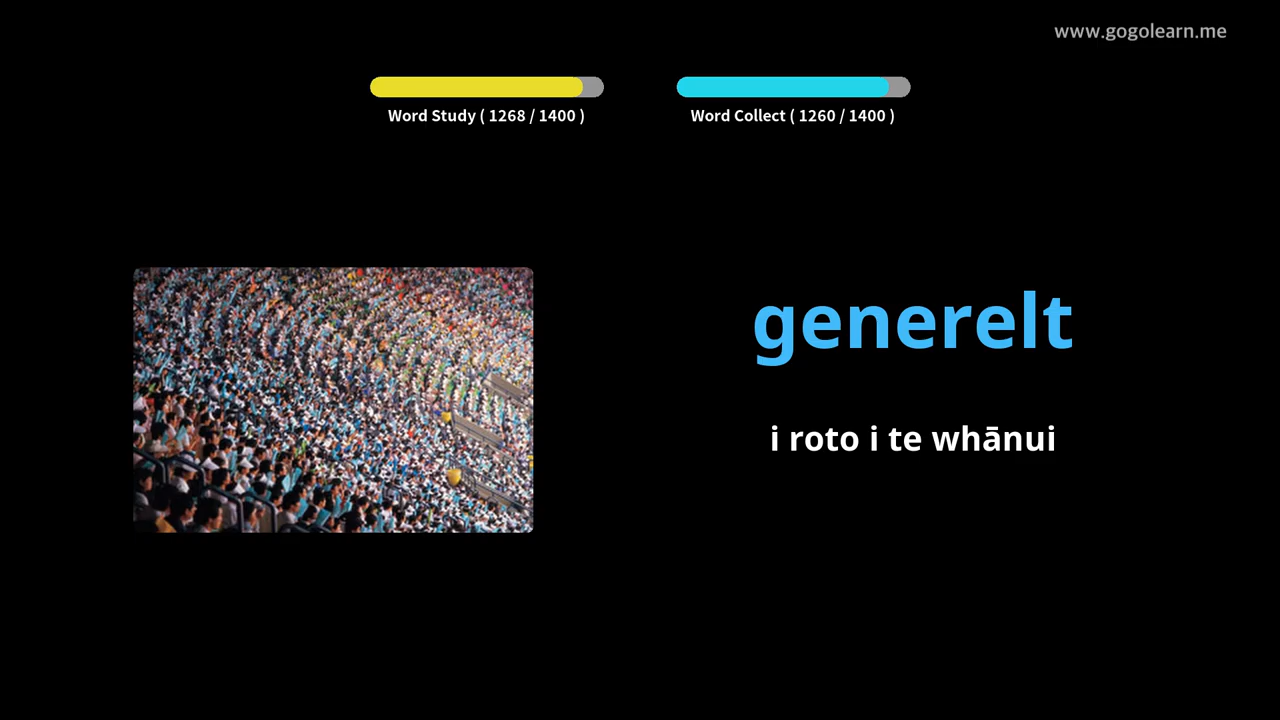 www.gogolearn.me
Word Study ( 1268 / 1400 )
Word Collect ( 1260 / 1400 )
generelt
i roto i te whānui